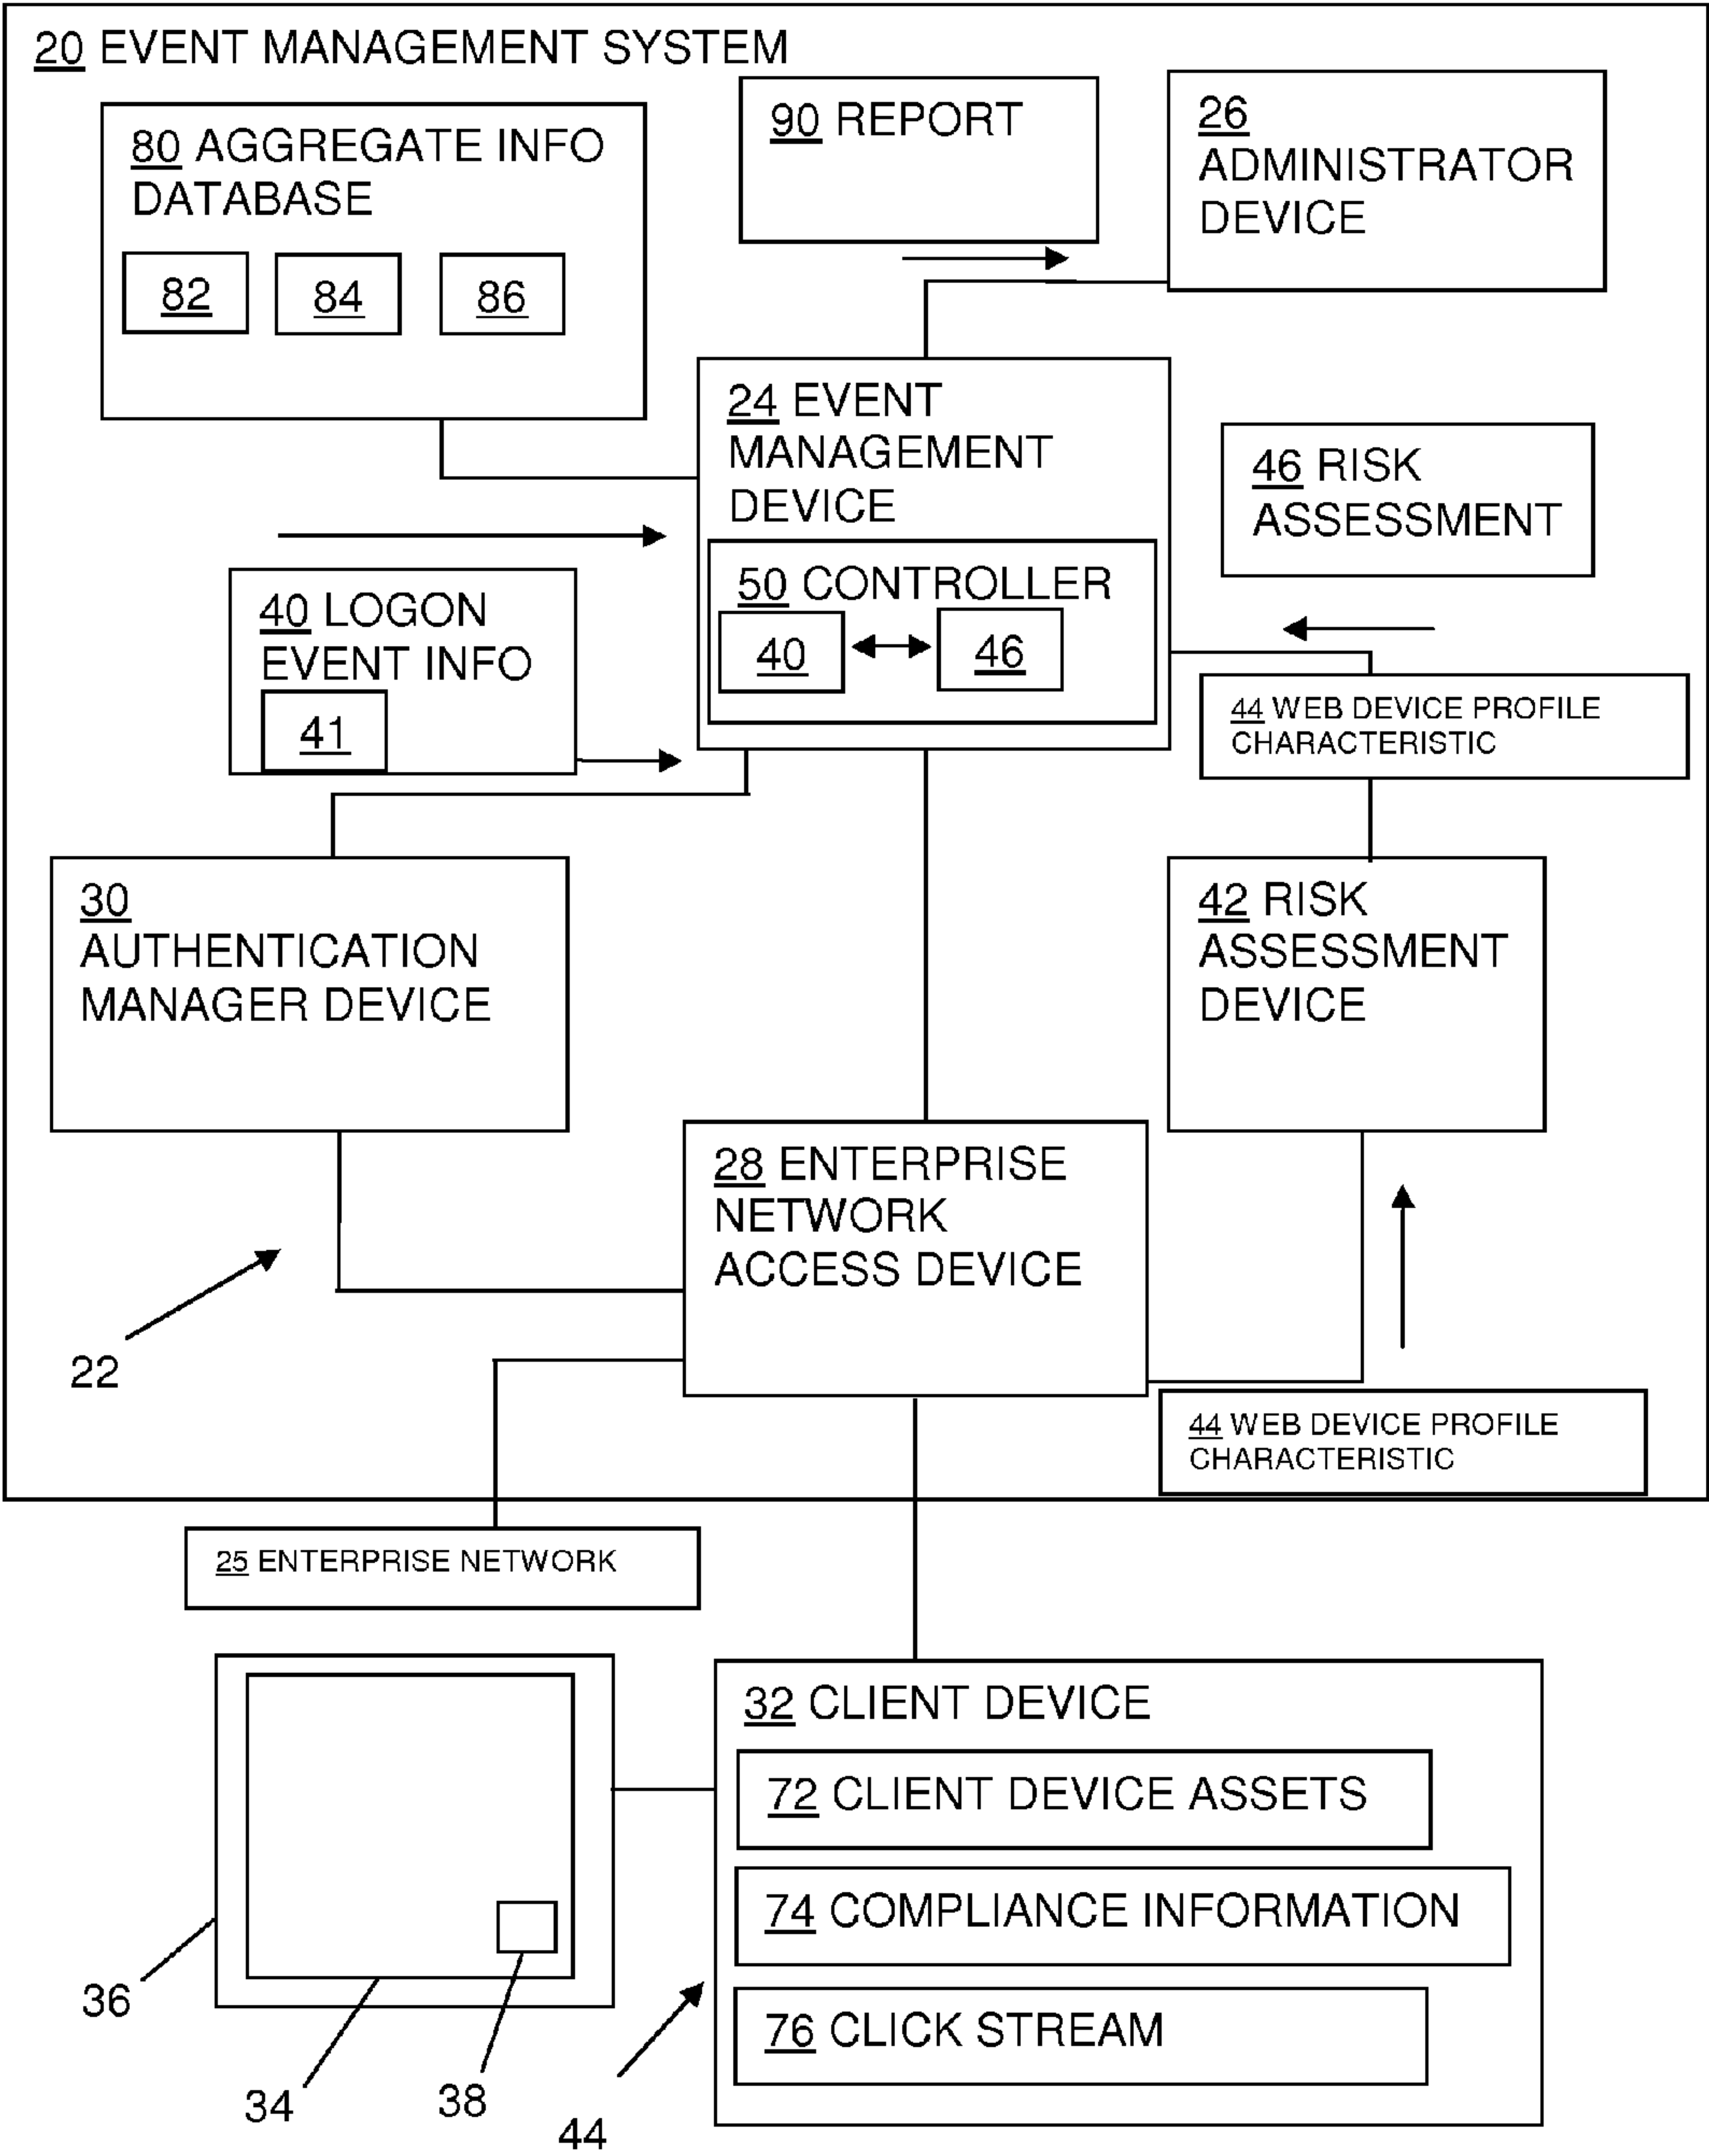 20 EVENT MANAGEMENT SYSTEM
80 AGGREGATE INFO
DATABASE
82
84
86
90 REPORT
26
ADMINISTRATOR
DEVICE
24 EVENT
MANAGEMENT
DEVICE
50 CONTROLLER
40
46
46 RISK
ASSESSMENT
40 LOGON
EVENT INFO
41
44 WEB DEVICE PROFILE
CHARACTERISTIC
30
AUTHENTICATION
MANAGER DEVICE
42 RISK
ASSESSMENT
DEVICE
28 ENTERPRISE
NETWORK
ACCESS DEVICE
22
44 WEB DEVICE PROFILE
CHARACTERISTIC
25 ENTERPRISE NETWORK
32 CLIENT DEVICE
72 CLIENT DEVICE ASSETS
74 COMPLIANCE INFORMATION
76 CLICK STREAM
36
34
38
44